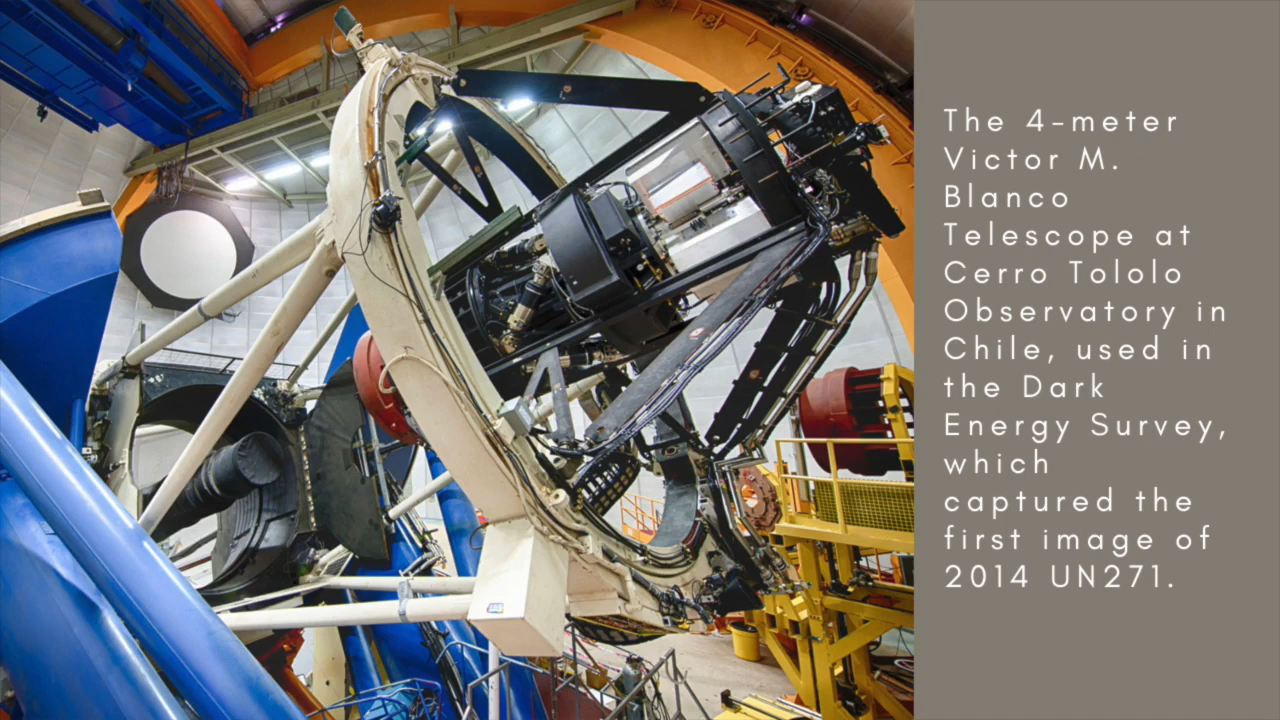 The 4-meter
Victor M.
Blanco
Telescope at
Cerro Tololo
Observatory in
Chile, used in
the Dark
Energy Survey,
which
captured the
first image of
2014 UN271.